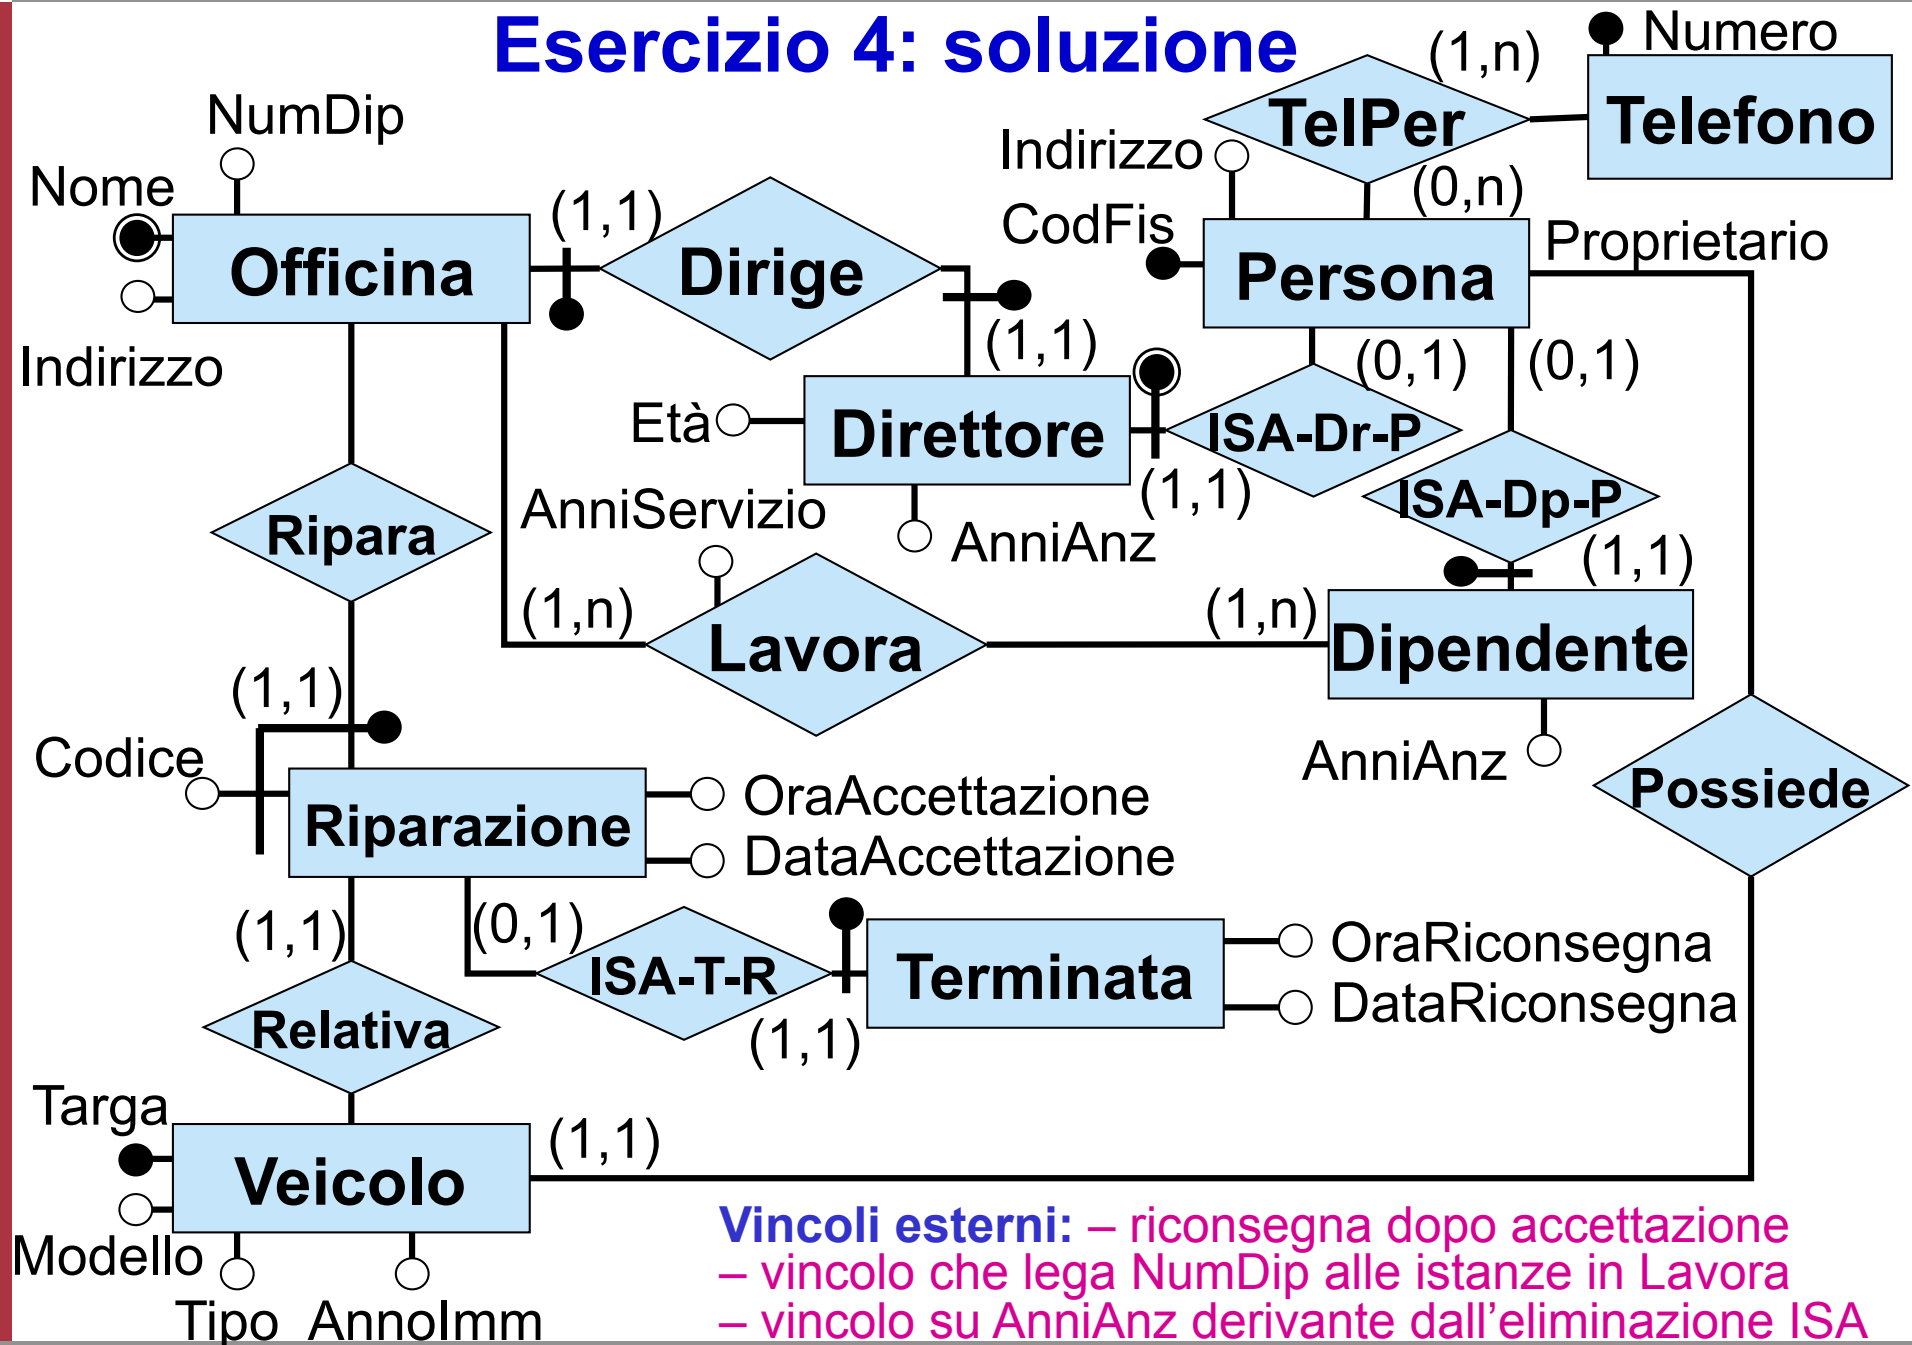 Esercizio 4: soluzione
Numero
(1,n)
TelPer
Telefono
NumDip
Indirizzo
Nome
(1,1)
(0,n)
CodFis
Proprietario
Officina
Dirige
Persona
Indirizzo
(1,1)
(0,1)
(0,1)
Età
Direttore
ISA-Dr-P
AnniServizio
(1,1)
ISA-Dp-P
Ripara
AnniAnz
(1,1)
(1,n)
(1,n)
Lavora
Dipendente
(1,1)
Codice
AnniAnz
OraAccettazione
Possiede
Riparazione
DataAccettazione
(1,1)
(0,1)
OraRiconsegna
ISA-T-R
Terminata
DataRiconsegna
Relativa
(1,1)
Targa
(1,1)
Veicolo
Modello
Tipo
AnnoImm
Vincoli esterni: – riconsegna dopo accettazione
– vincolo che lega NumDip alle istanze in Lavora
– vincolo su AnniAnz derivante dall’eliminazione ISA